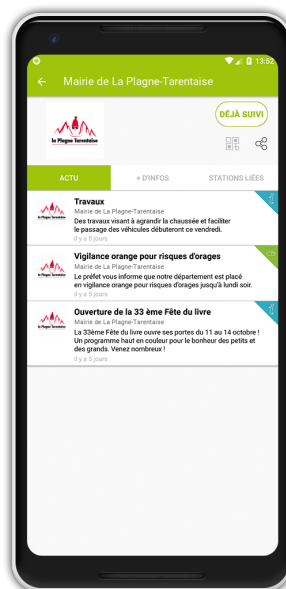 13:52
Mairie de La Plagne-Tarentaise
la Plagne Tarentaise
DÉJÀ SUIVI
ACTU
+ D'INFOS
STATIONS LIÉES
Travaux
Mairie de La Plagne-Tarentaise
Des travaux visant à agrandir la chaussée et faciliter
le passage des véhicules débuteront ce vendredi.
il y a 5 jours
Vigilance orange pour risques d'orages
Mairie de La Plagne-Tarentaise
Le préfet vous informe que notre département est placé
en vigilance orange pour risques d'orages jusqu'à lundi soir.
il y a 5 jours
Ouverture de la 33 ème Fête du livre
Mairie de La Plagne-Tarentaise
La 33ème Fête du livre ouvre ses portes du 11 au 14 octobre !
Un programme haut en couleur pour le bonheur des petits et
des grands. Venez nombreux !
il y a 5 jours